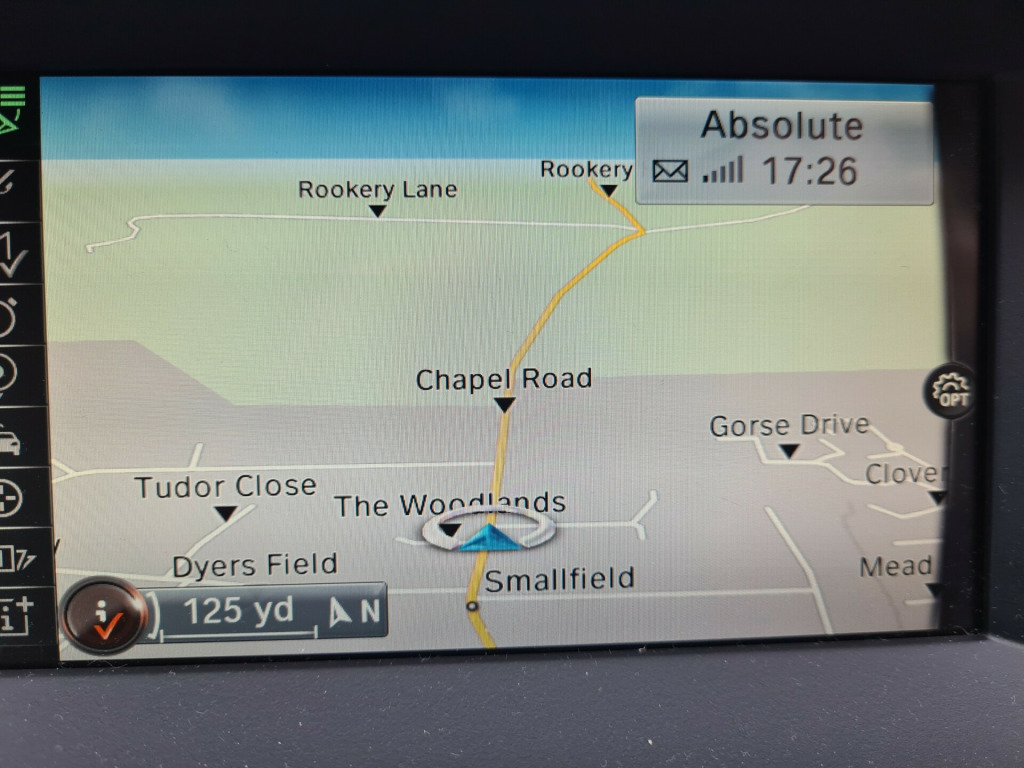 Absolute
17:26
Rookery
Rookery Lane
Chapel Road
Gorse Drive
Clover
Tudor Close
The Woodlands
Dyers Field
Smallfield
Mead
125 yd
N
OPT
i